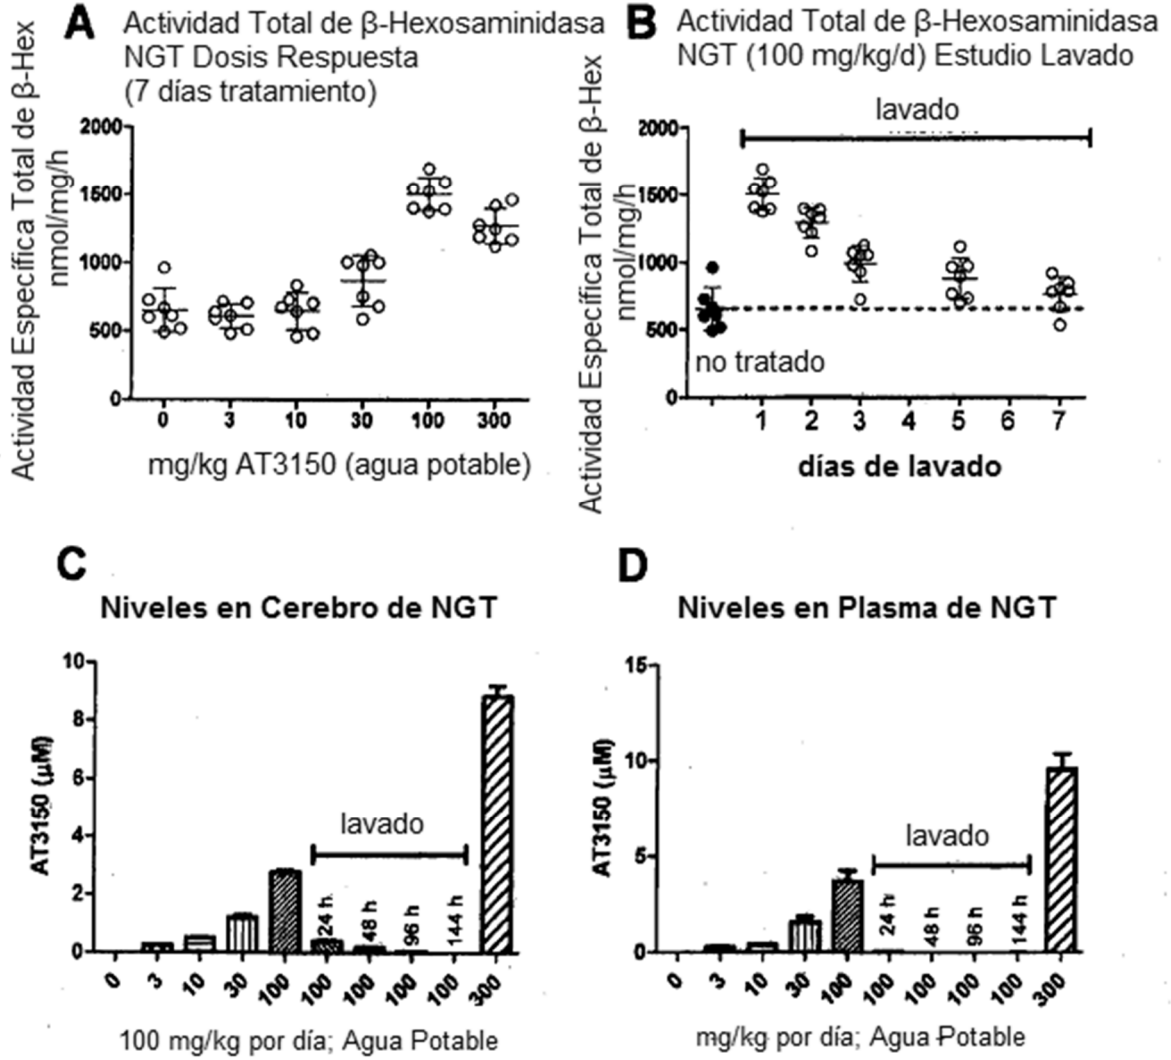 A
Actividad Total de β-Hexosaminidasa
NGT Dosis Respuesta
(7 días tratamiento)
Actividad Específica Total de β-Hex
nmol/mg/h
2000
1500
1000
500
0
0 3 10 30 100 300
mg/kg AT3150 (agua potable)
B
Actividad Total de β-Hexosaminidasa
NGT (100 mg/kg/d) Estudio Lavado
Actividad Específica Total de β-Hex
nmol/mg/h
lavado
2000
1500
1000
500
0
no tratado
1 2 3 4 5 6 7
días de lavado
C
Niveles en Cerebro de NGT
AT3150 (µM)
10
8
6
4
2
0
lavado
24 h
48 h
96 h
144 h
0 3 10 30 100 100 100 100 100 300
100 mg/kg por día; Agua Potable
D
Niveles en Plasma de NGT
AT3150 (µM)
15
10
5
0
lavado
24 h
48 h
96 h
144 h
0 3 10 30 100 100 100 100 100 300
mg/kg por día; Agua Potable